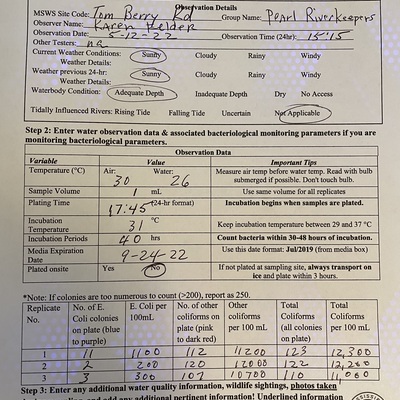 Observation Details
MSWS Site Code: Tom Berry Rd Group Name: Pearl Riverkeepers
Observer Name: Karen Helder
Observation Date: 5-12-22 Observation Time (24hr): 15:15
Other Testers: na
Current Weather Conditions: Sunny Cloudy Rainy Windy
Weather Details:
Weather previous 24-hr: Sunny Cloudy Rainy Windy
Weather Details:
Waterbody Condition: Adequate Depth Inadequate Depth Dry No Access
Tidally Influenced Rivers: Rising Tide Falling Tide Uncertain Not Applicable
Step 2: Enter water observation data & associated bacteriological monitoring parameters if you are
monitoring bacteriological parameters.
Observation Data
Variable Value Important Tips
Temperature (°C) Air: 30 Water: 26 Measure air temp before water temp. Read with bulb
submerged if possible. Don't touch bulb.
Sample Volume 1 mL Use same volume for all replicates
Plating Time 17:45 (24-hr format) Incubation begins when samples are plated.
Incubation
Temperature 31 °C Keep incubation temperature between 29 and 37 °C
Incubation Periods 40 hrs Count bacteria within 30-48 hours of incubation.
Media Expiration
Date 9-24-22 Use this date format: Jul/2019 (from media box)
Plated onsite Yes No If not plated at sampling site, always transport on
ice and plate within 3 hours.
*Note: If colonies are too numerous to count (>200), report as 250.
Replicate
No. No. of E.
Coli colonies
on plate (blue
to purple) E. Coli per
100mL No. of other
coliforms on
plate (pink
to dark red) Other
coliforms
per 100 mL Total
Coliforms
(all colonies
on plate) Total
Coliforms
per 100 mL
1 11 1100 112 11200 123 12,300
2 2 200 120 12000 122 12,200
3 3 300 107 10700 110 11,000
Step 3: Enter any additional water quality information, wildlife sightings, photos taken
add any additional pertinent information! Underlined information